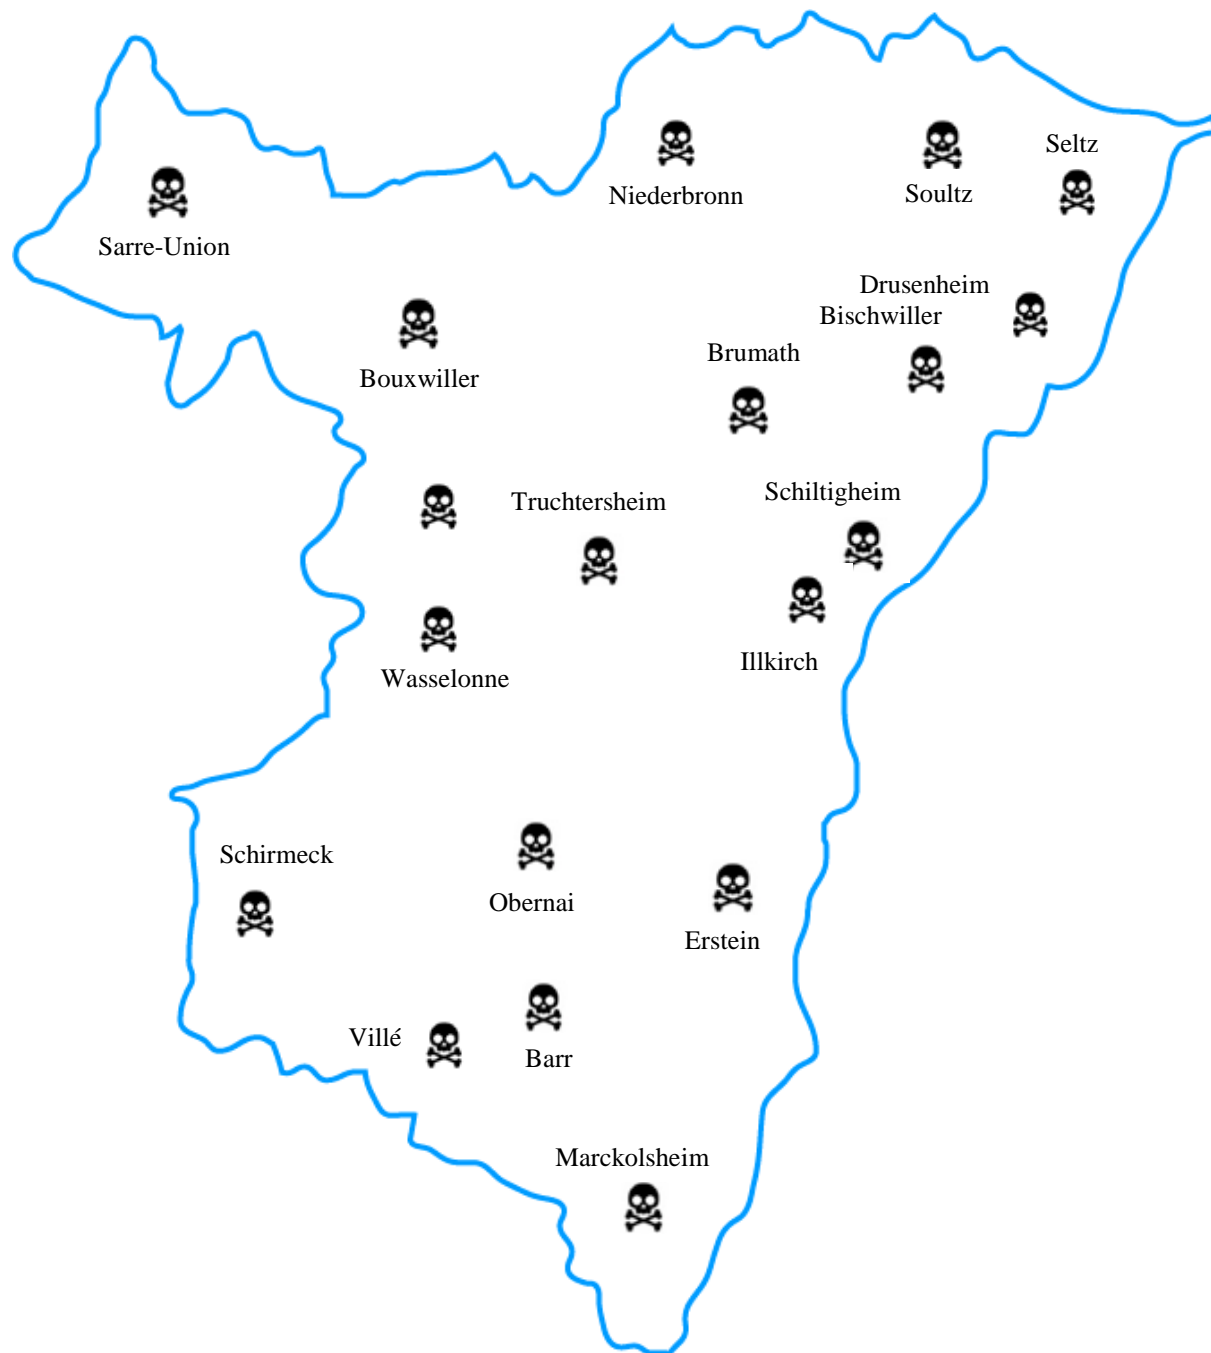 Seltz
Niederbronn
Soultz
Sarre-Union
Drusenheim
Bischwiller
Brumath
Bouxwiller
Schiltigheim
Truchtersheim
Illkirch
Wasselonne
Schirmeck
Obernai
Erstein
Villé
Barr
Marckolsheim